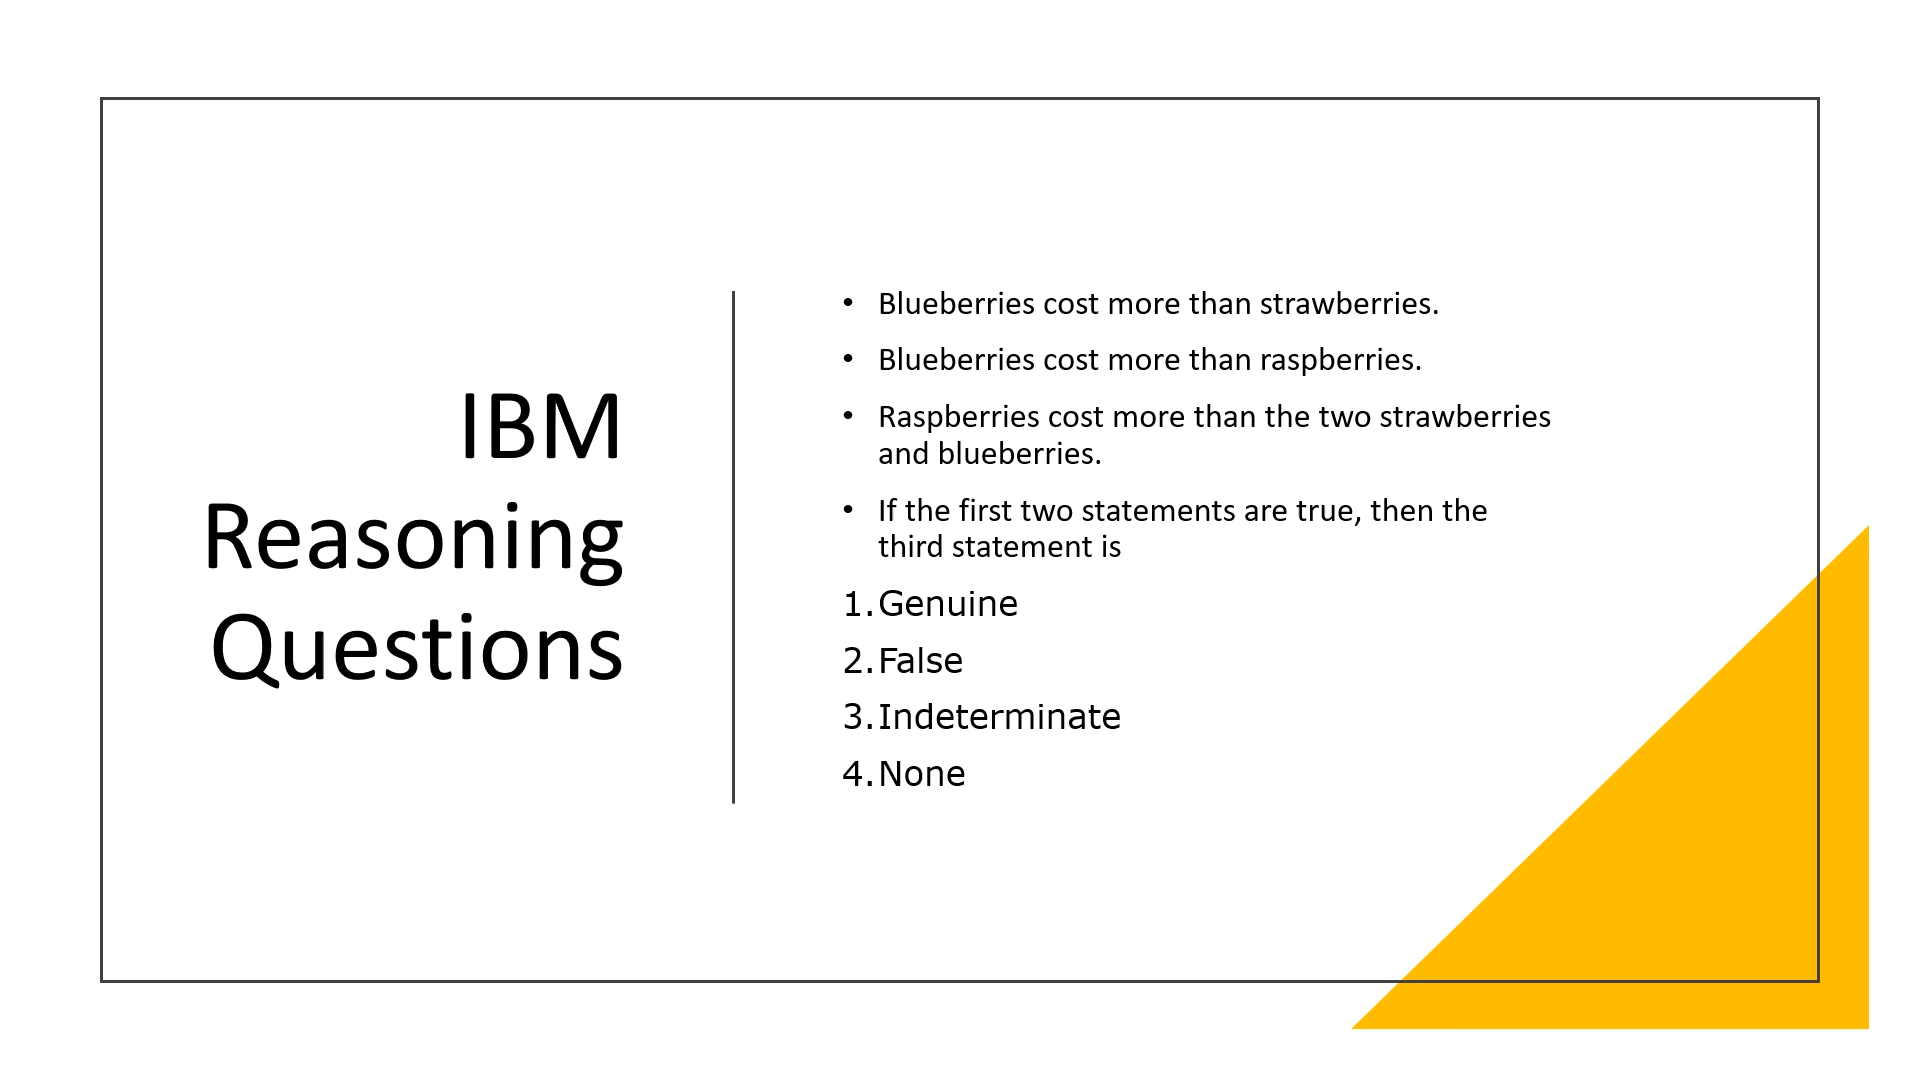 IBM
Reasoning
Questions
• Blueberries cost more than strawberries.
• Blueberries cost more than raspberries.
• Raspberries cost more than the two strawberries
and blueberries.
• If the first two statements are true, then the
third statement is
1. Genuine
2. False
3. Indeterminate
4. None